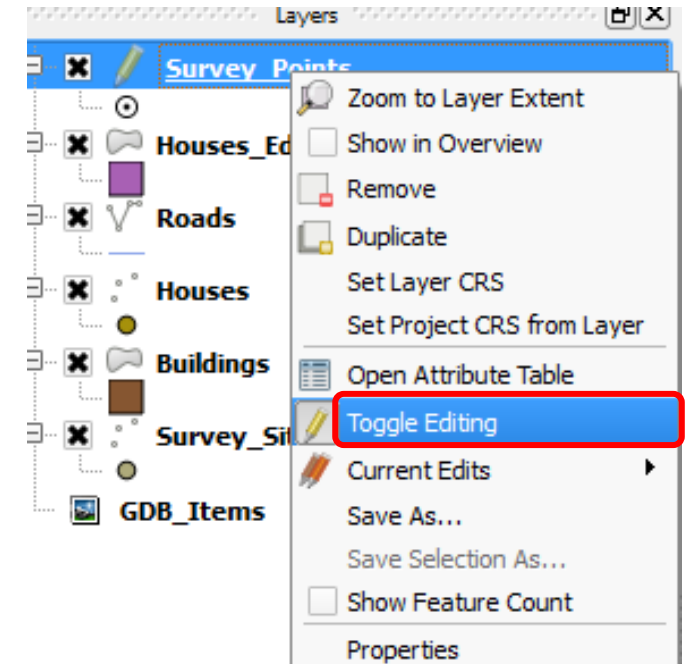 Layers
Survey_Points
Zoom to Layer Extent
Show in Overview
Houses_Ed
Remove
Roads
Duplicate
Set Layer CRS
Houses
Set Project CRS from Layer
Buildings
Open Attribute Table
Toggle Editing
Survey_Sit
Current Edits
GDB_Items
Save As...
Save Selection As...
Show Feature Count
Properties